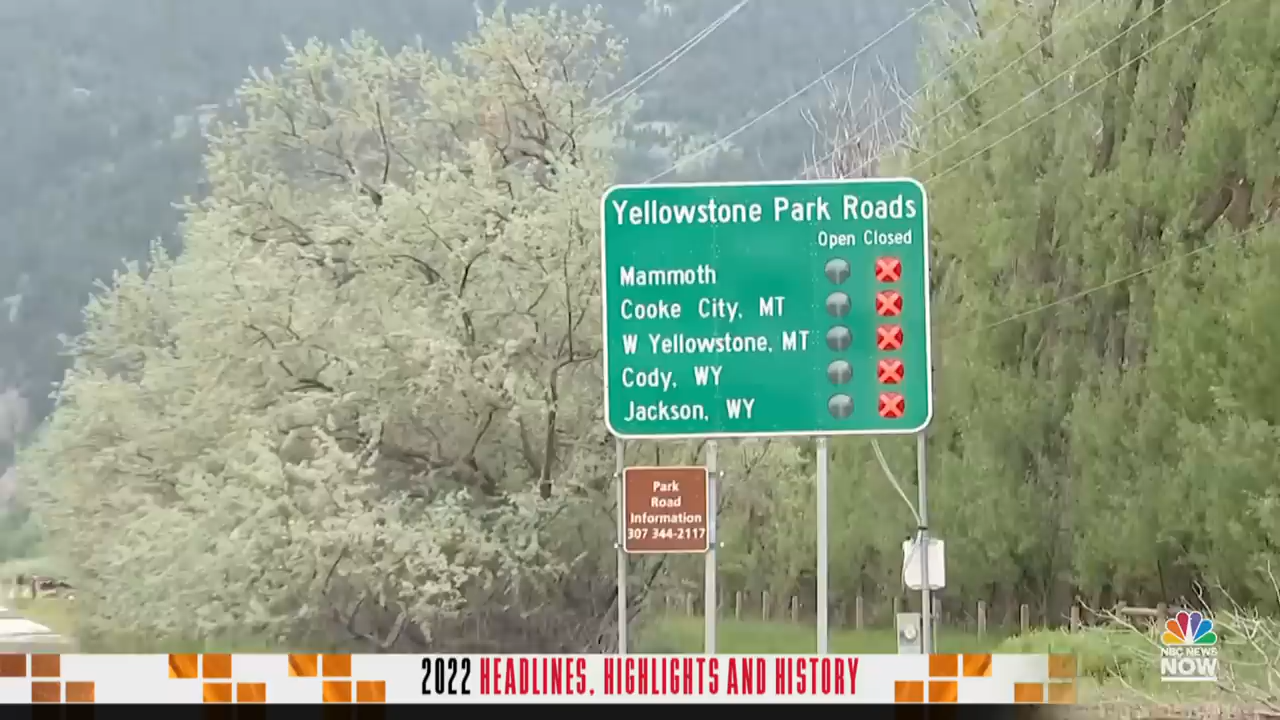 Yellowstone Park Roads
Open Closed
Mammoth
Cooke City, MT
W Yellowstone, MT
Cody, WY
Jackson, WY
Park
Road
Information
307 344-2117
2022 HEADLINES, HIGHLIGHTS AND HISTORY
NBC NEWS
NOW